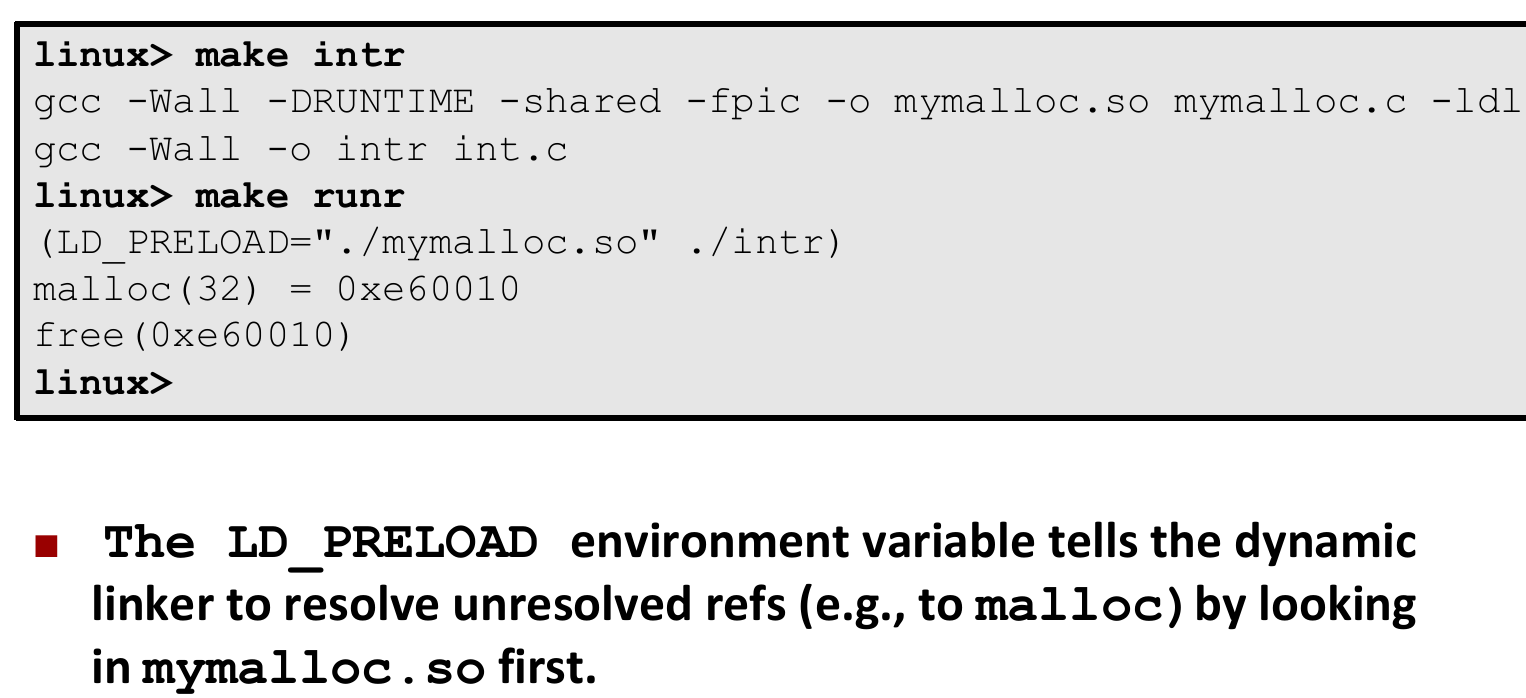 linux> make intr
gcc -Wall -DRUNTIME -shared -fpic -o mymalloc.so mymalloc.c -ldl
gcc -Wall -o intr int.c
linux> make runr
(LD_PRELOAD="./mymalloc.so" ./intr)
malloc(32) = 0xe60010
free(0xe60010)
linux>
The LD_PRELOAD environment variable tells the dynamic
linker to resolve unresolved refs (e.g., to malloc) by looking
in mymalloc.so first.